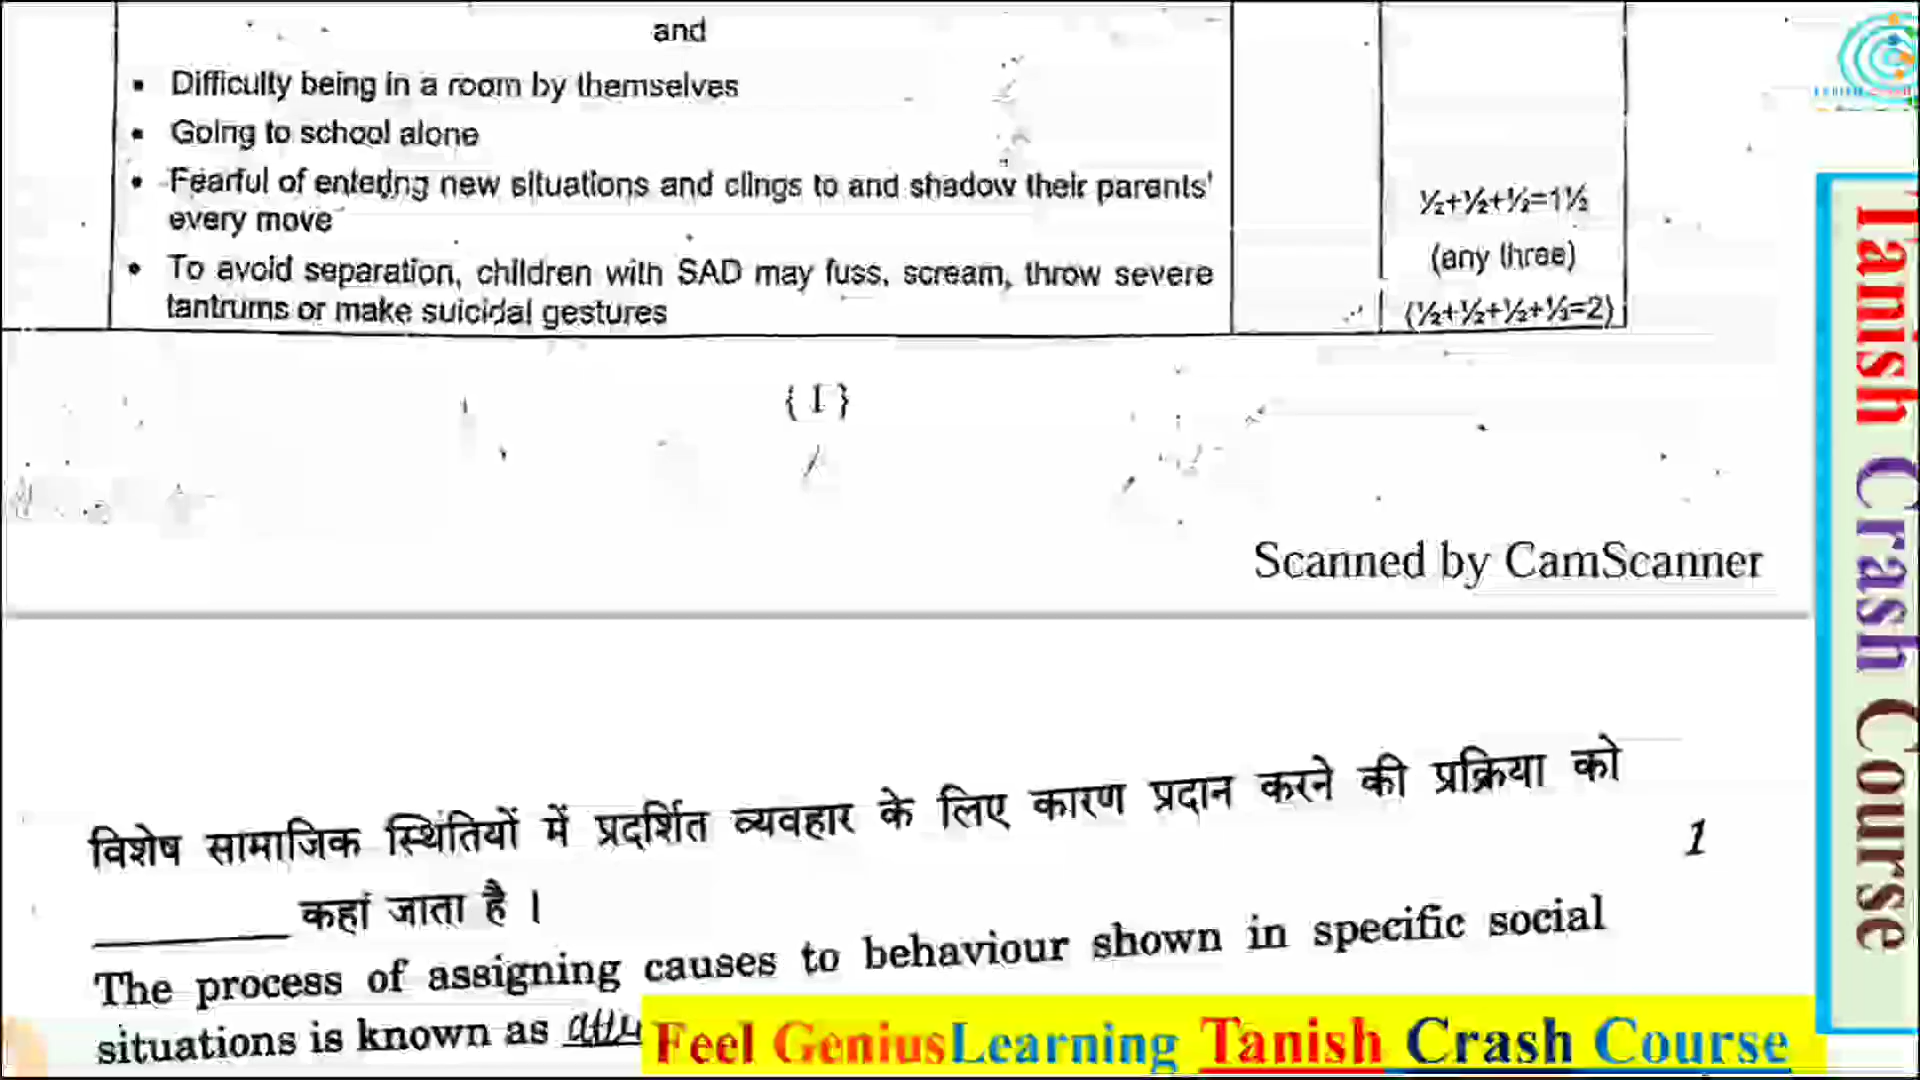 and
• Difficulty being in a room by themselves
• Going to school alone
• Fearful of entering new situations and clings to and shadow their parents'
every move
½+½+½=1½
(any three)
• To avoid separation, children with SAD may fuss, scream, throw severe
tantrums or make suicidal gestures
(½+½+½+½=2)
{ 1 }
Scanned by CamScanner
विशेष सामाजिक स्थितियों में प्रदर्शित व्यवहार के लिए कारण प्रदान करने की प्रक्रिया को
1
_______ कहां जाता है ।
The process of assigning causes to behaviour shown in specific social
situations is known as
Feel Genius Learning Tanish Crash Course
Tanish Crash Course